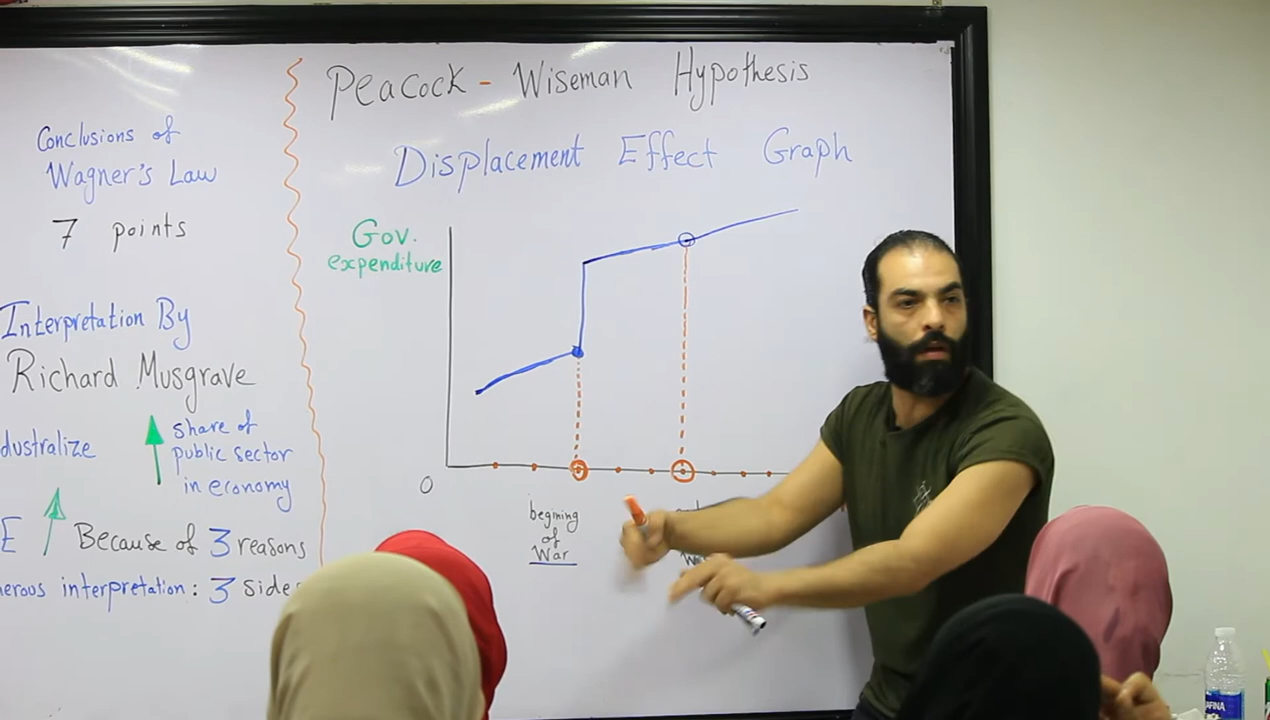 Conclusions of
Wagner's Law
7 points
Interpretation By
Richard Musgrave
dustralize
share of
public sector
in economy
E
Because of 3 reasons
nerous interpretation: 3 side
Peacock - Wiseman Hypothesis
Displacement Effect Graph
Gov.
expenditure
0
begining
of
War